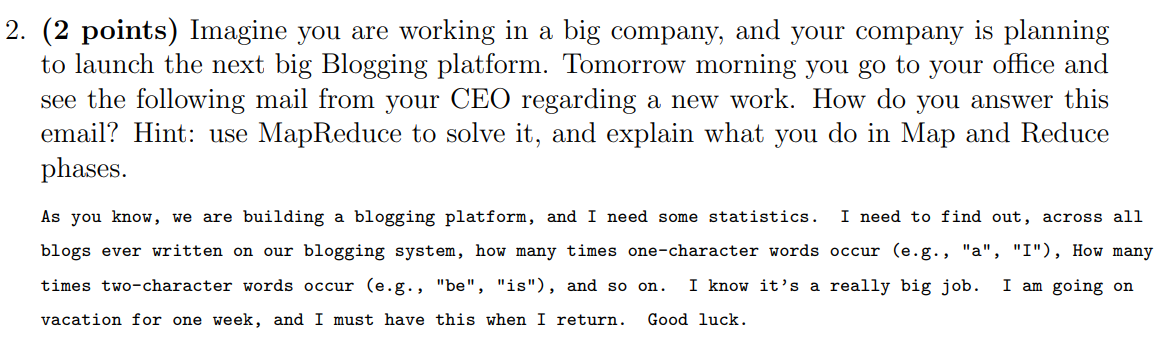 2. (2 points) Imagine you are working in a big company, and your company is planning
to launch the next big Blogging platform. Tomorrow morning you go to your office and
see the following mail from your CEO regarding a new work. How do you answer this
email? Hint: use MapReduce to solve it, and explain what you do in Map and Reduce
phases.
As you know, we are building a blogging platform, and I need some statistics. I need to find out, across all
blogs ever written on our blogging system, how many times one-character words occur (e.g., "a", "I"), How many
times two-character words occur (e.g., "be", "is"), and so on. I know it's a really big job. I am going on
vacation for one week, and I must have this when I return. Good luck.